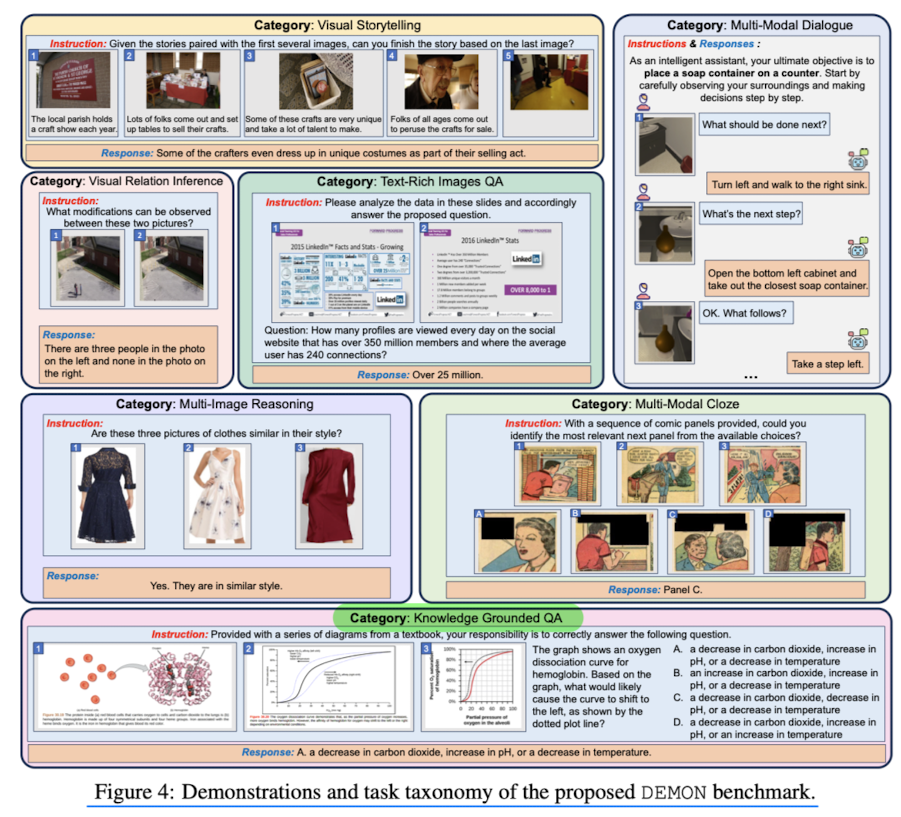 Category: Visual Storytelling
Instruction: Given the stories paired with the first several images, can you finish the story based on the last image?
1
2
3
4
5
The local parish holds
a craft show each year.
Lots of folks come out and set
up tables to sell their crafts.
Some of these crafts are very unique
and take a lot of talent to make.
Folks of all ages come out
to peruse the crafts for sale.
Response: Some of the crafters even dress up in unique costumes as part of their selling act.
Category: Multi-Modal Dialogue
Instructions & Responses :
As an intelligent assistant, your ultimate objective is to
place a soap container on a counter. Start by
carefully observing your surroundings and making
decisions step by step.
1
What should be done next?
Turn left and walk to the right sink.
2
What's the next step?
Open the bottom left cabinet and
take out the closest soap container.
3
OK. What follows?
Take a step left.
...
Category: Visual Relation Inference
Instruction:
What modifications can be observed
between these two pictures?
1
2
Response:
There are three people in the photo
on the left and none in the photo on
the right.
Category: Text-Rich Images QA
Instruction: Please analyze the data in these slides and accordingly
answer the proposed question.
1
2015 LinkedIn™ Facts and Stats - Growing
LinkedIn
2
2016 LinkedIn™ Stats
LinkedIn
OVER 8,000 to 1
Question: How many profiles are viewed every day on the social
website that has over 350 million members and where the average
user has 240 connections?
Response: Over 25 million.
Category: Multi-Image Reasoning
Instruction:
Are these three pictures of clothes similar in their style?
1
2
3
Response:
Yes. They are in similar style.
Category: Multi-Modal Cloze
Instruction: With a sequence of comic panels provided, could you
identify the most relevant next panel from the available choices?
1
2
3
A
B
C
D
Response: Panel C.
Category: Knowledge Grounded QA
Instruction: Provided with a series of diagrams from a textbook, your responsibility is to correctly answer the following question.
1
2
3
Percent O₂ saturation
of hemoglobin
100%
80%
60%
40%
20%
0%
0 20 40 60 80 100
Partial pressure of
oxygen in the alveoli
The graph shows an oxygen
dissociation curve for
hemoglobin. Based on the
graph, what would likely
cause the curve to shift to
the left, as shown by the
dotted plot line?
A. a decrease in carbon dioxide, increase in
pH, or a decrease in temperature
B. an increase in carbon dioxide, increase in
pH, or a decrease in temperature
C. a decrease in carbon dioxide, decrease in
pH, or a decrease in temperature
D. a decrease in carbon dioxide, increase in
pH, or an increase in temperature
Response: A. a decrease in carbon dioxide, increase in pH, or a decrease in temperature.
Figure 4: Demonstrations and task taxonomy of the proposed DEMON benchmark.